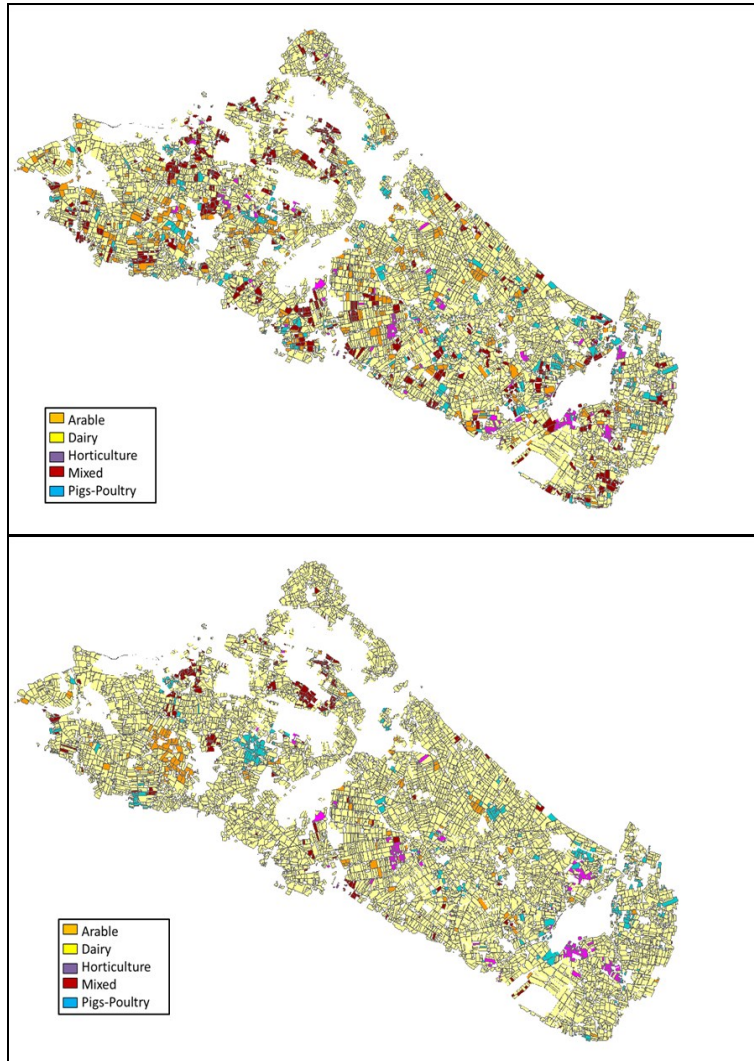 Arable
Dairy
Horticulture
Mixed
Pigs-Poultry
Arable
Dairy
Horticulture
Mixed
Pigs-Poultry